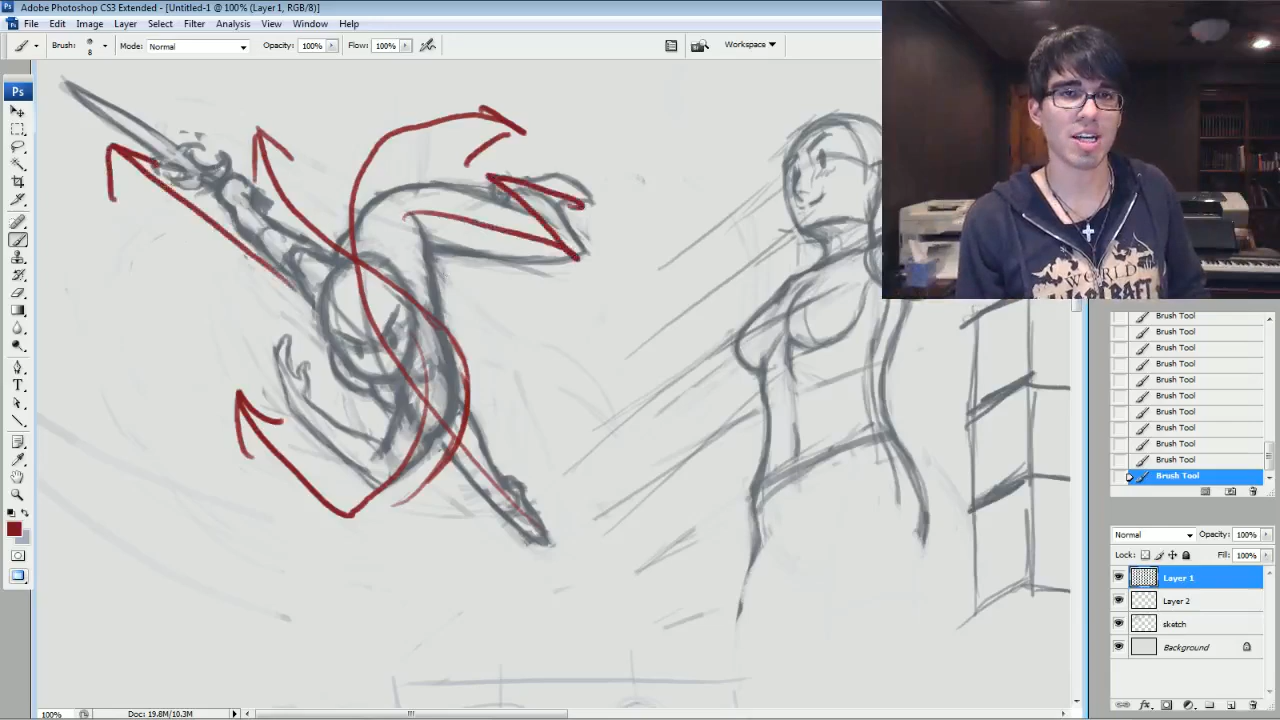 Adobe Photoshop CS3 Extended - [Untitled-1 @ 100% (Layer 1, RGB/8)]
File Edit Image Layer Select Filter Analysis View Window Help
Brush: 8 Mode: Normal Opacity: 100% Flow: 100% Workspace
Ps
WORLD
WARCRAFT
Brush Tool
Brush Tool
Brush Tool
Brush Tool
Brush Tool
Brush Tool
Brush Tool
Brush Tool
Brush Tool
Brush Tool
Brush Tool
Normal Opacity: 100%
Lock: Fill: 100%
Layer 1
Layer 2
sketch
Background
100% Doc: 19.8M/10.3M